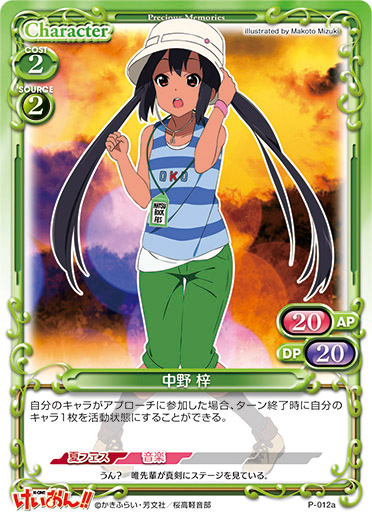 Precious Memories
Character
illustrated by Makoto Mizuki
COST
2
SOURCE
2
OKO
NATSU
ROCK
FES
20 AP
DP 20
中野 梓
自分のキャラがアプローチに参加した場合、ターン終了時に自分の
キャラ1枚を活動状態にすることができる。
夏フェス 音楽
うん? 唯先輩が真剣にステージを見ている。
K-ON!!
けいおん!!
©かきふらい・芳文社/桜高軽音部
P-012a